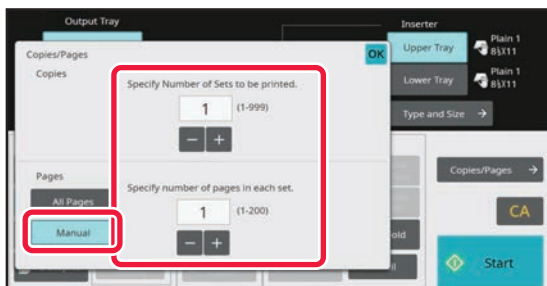 Output Tray
Inserter
Copies/Pages
OK
Upper Tray
Plain 1
8½X11
Copies
Specify Number of Sets to be printed.
Lower Tray
Plain 1
8½X11
1
(1-999)
Type and Size
− +
Pages
Specify number of pages in each set.
Copies/Pages
All Pages
1
(1-200)
CA
Manual
− +
Start